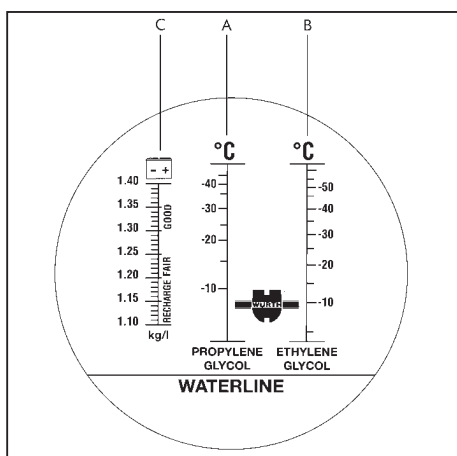 C A B
°C °C
- +
1.40
1.35
1.30
1.25
1.20
1.15
1.10
kg/l
GOOD
FAIR
RECHARGE
-40
-30
-20
-10
-50
-40
-30
-20
-10
WÜRTH
PROPYLENE GLYCOL
ETHYLENE GLYCOL
WATERLINE